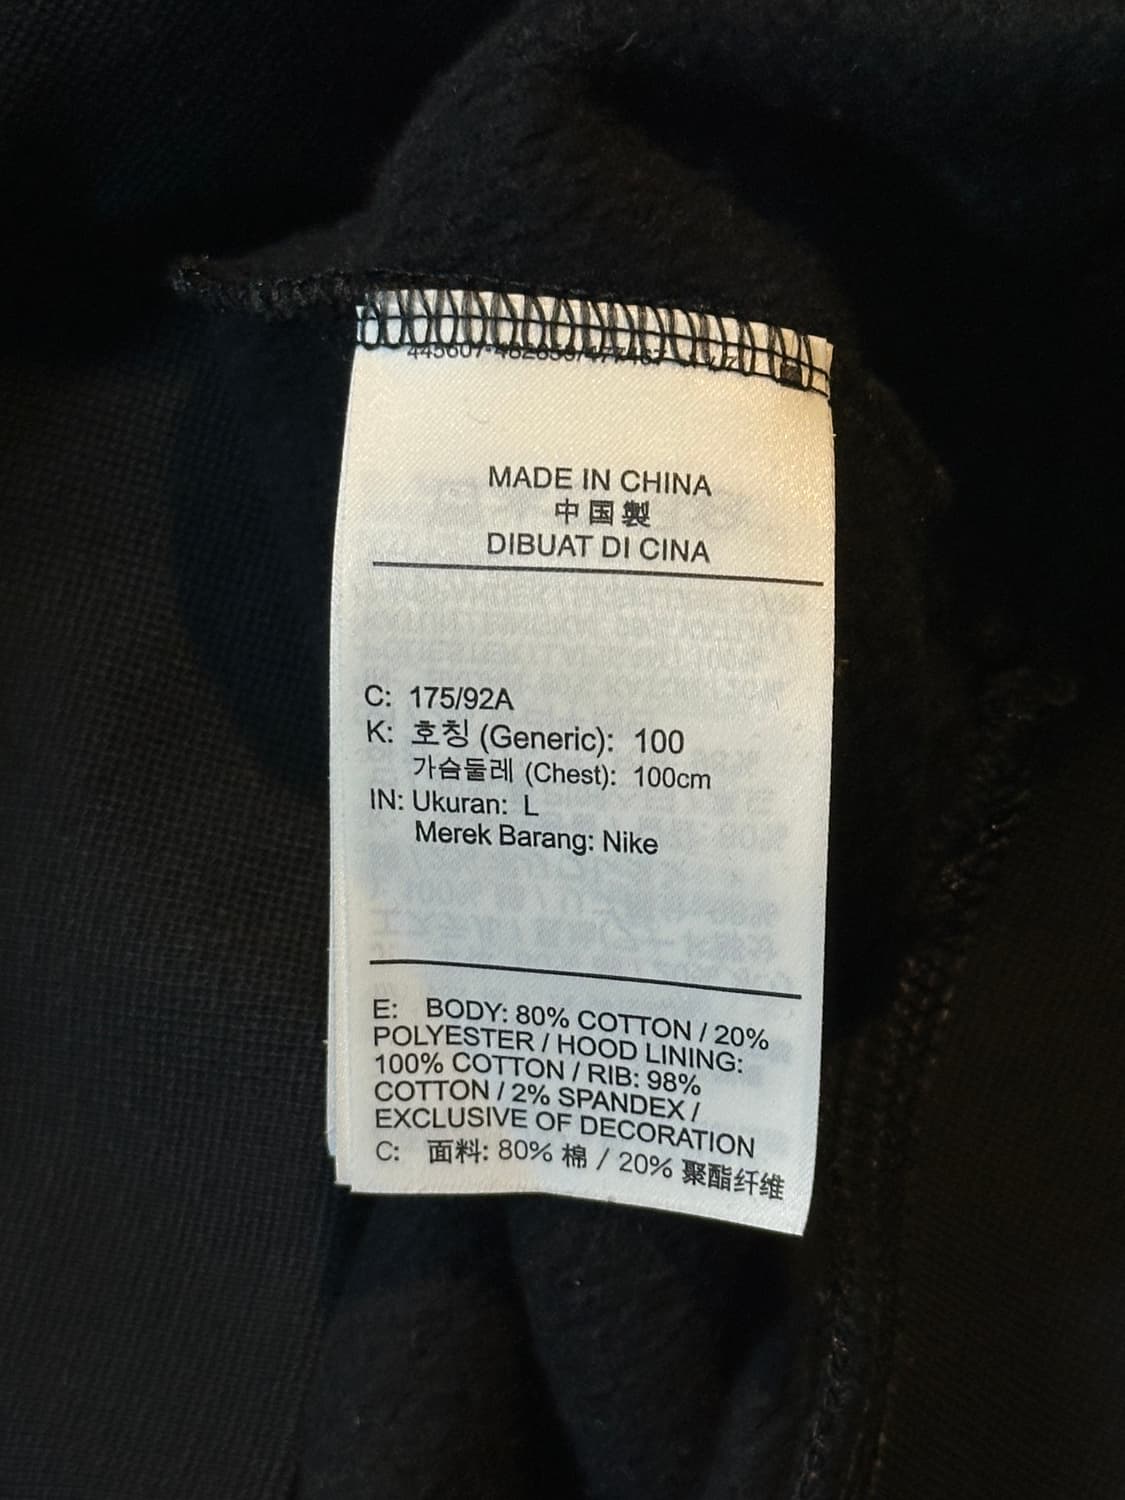 MADE IN CHINA
中国製
DIBUAT DI CINA
C: 175/92A
K: 호칭 (Generic): 100
가슴둘레 (Chest): 100cm
IN: Ukuran: L
Merek Barang: Nike
E: BODY: 80% COTTON / 20%
POLYESTER / HOOD LINING:
100% COTTON / RIB: 98%
COTTON / 2% SPANDEX /
EXCLUSIVE OF DECORATION
C: 面料: 80% 棉 / 20% 聚酯纤维